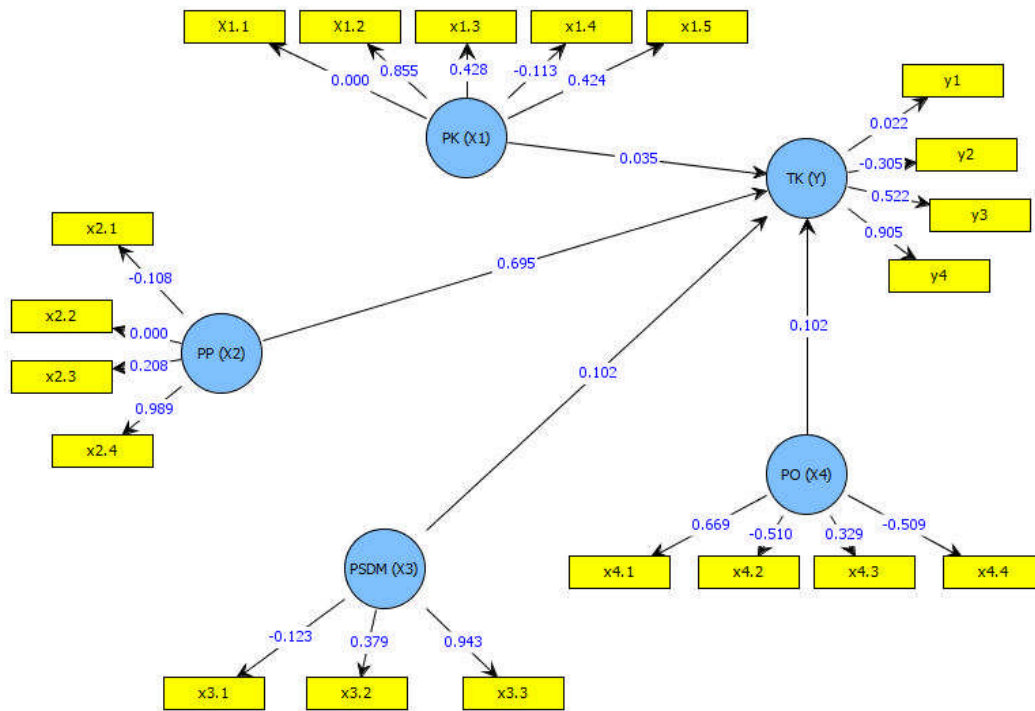 X1.1
X1.2
x1.3
x1.4
x1.5
0.000
0.855
0.428
-0.113
0.424
PK (X1)
0.035
TK (Y)
y1
0.022
y2
-0.305
y3
0.522
y4
0.905
x2.1
-0.108
x2.2
0.000
x2.3
0.208
x2.4
0.989
PP (X2)
0.695
0.102
0.102
PO (X4)
0.669
-0.510
0.329
-0.509
x4.1
x4.2
x4.3
x4.4
PSDM (X3)
-0.123
0.379
0.943
x3.1
x3.2
x3.3